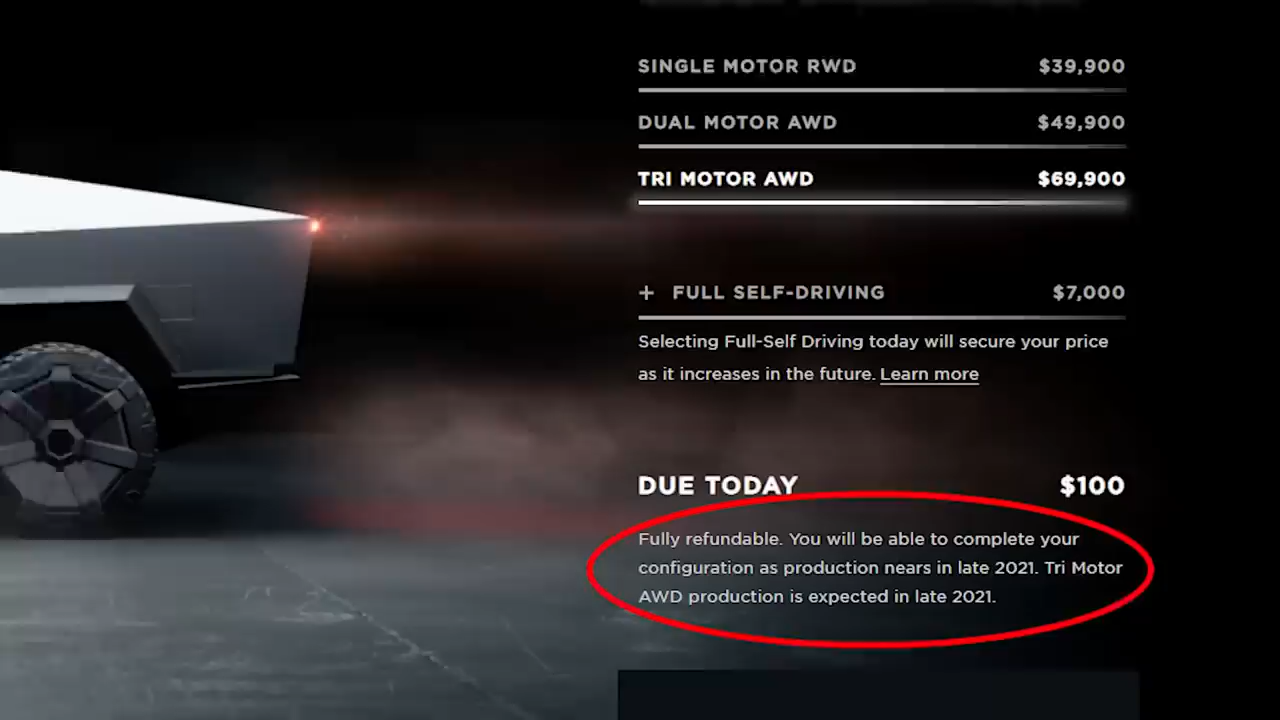 SINGLE MOTOR RWD $39,900
DUAL MOTOR AWD $49,900
TRI MOTOR AWD $69,900
+ FULL SELF-DRIVING $7,000
Selecting Full-Self Driving today will secure your price
as it increases in the future. Learn more
DUE TODAY $100
Fully refundable. You will be able to complete your
configuration as production nears in late 2021. Tri Motor
AWD production is expected in late 2021.